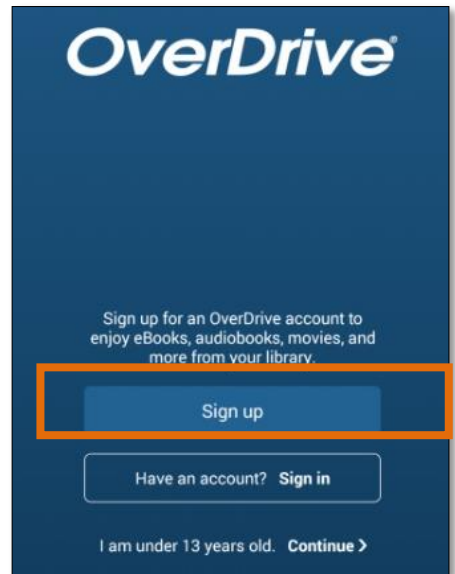 OverDrive®
Sign up for an OverDrive account to
enjoy eBooks, audiobooks, movies, and
more from your library.
Sign up
Have an account? Sign in
I am under 13 years old. Continue >